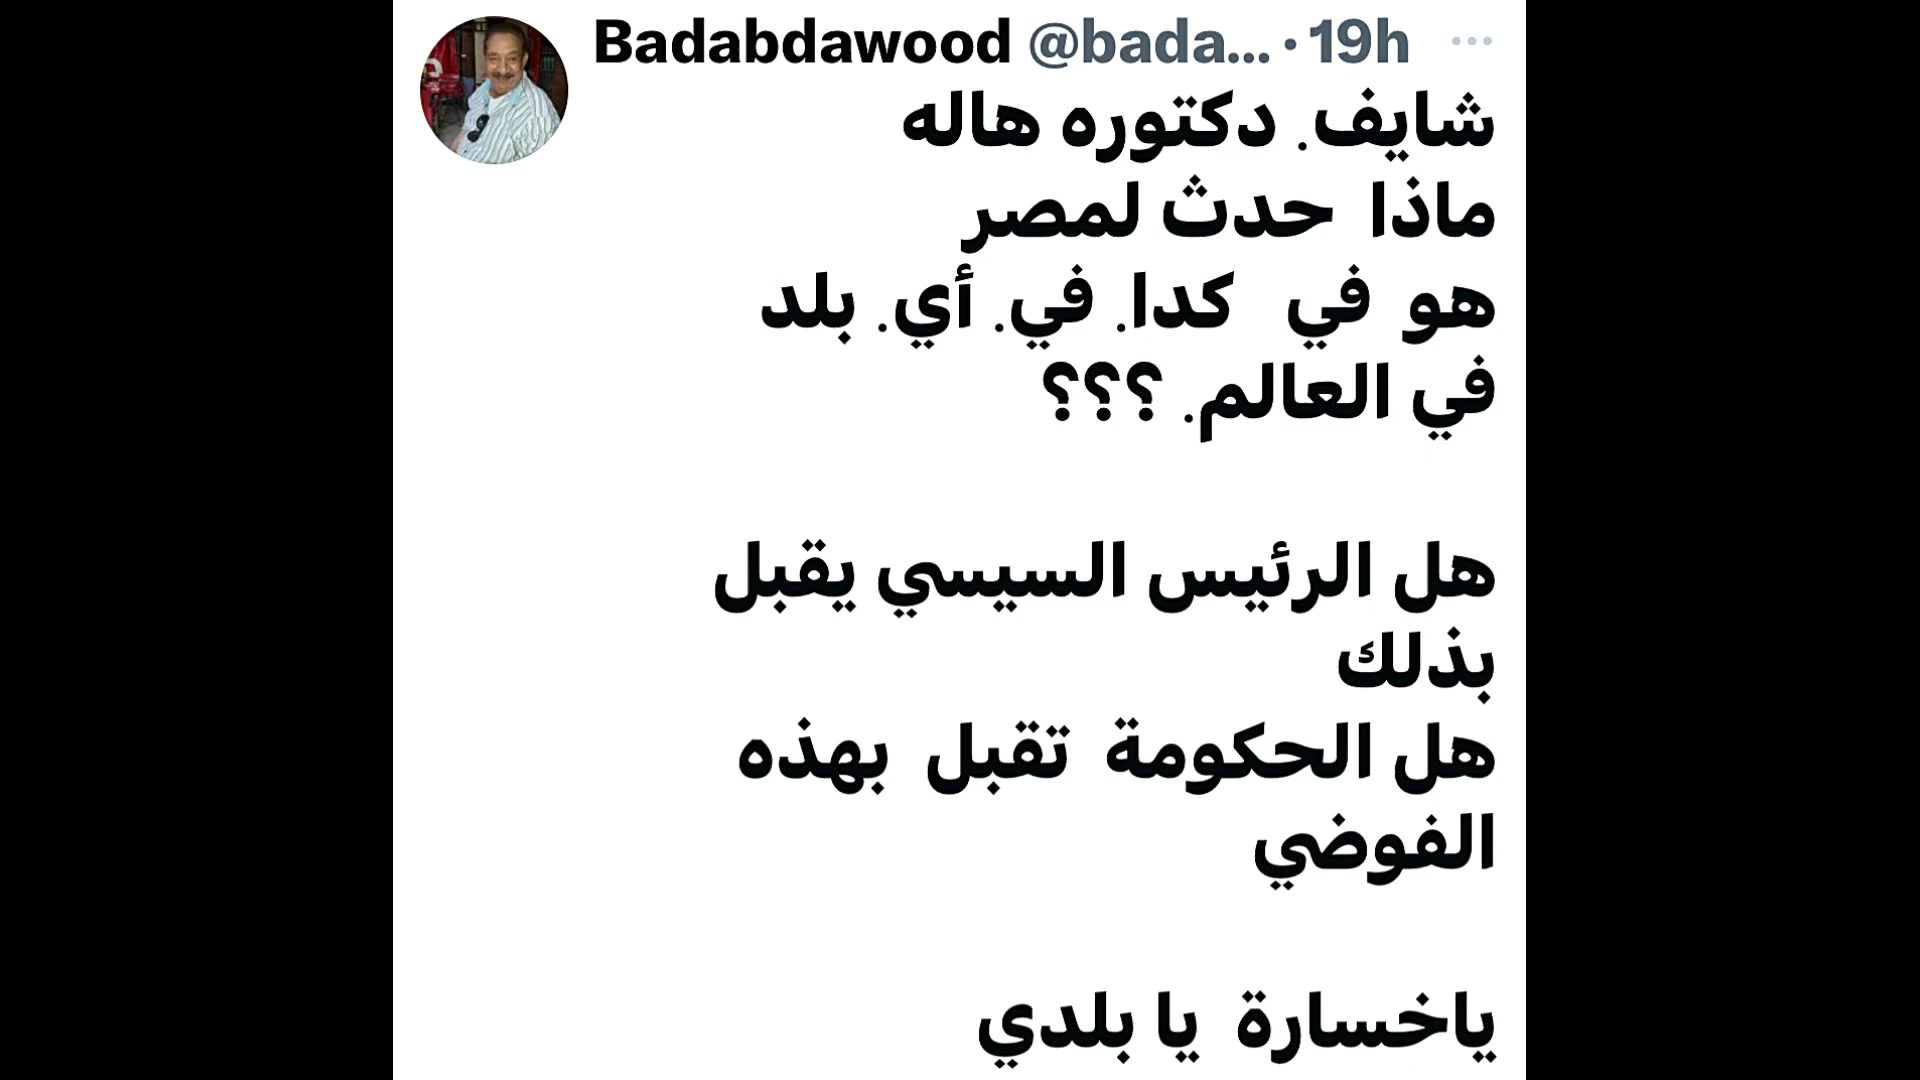 Badabdawood @bada... · 19h ...
شايف. دكتوره هاله
ماذا حدث لمصر
هو في كدا. في. أي. بلد
في العالم. ؟؟؟
هل الرئيس السيسي يقبل
بذلك
هل الحكومة تقبل بهذه
الفوضي
ياخسارة يا بلدي